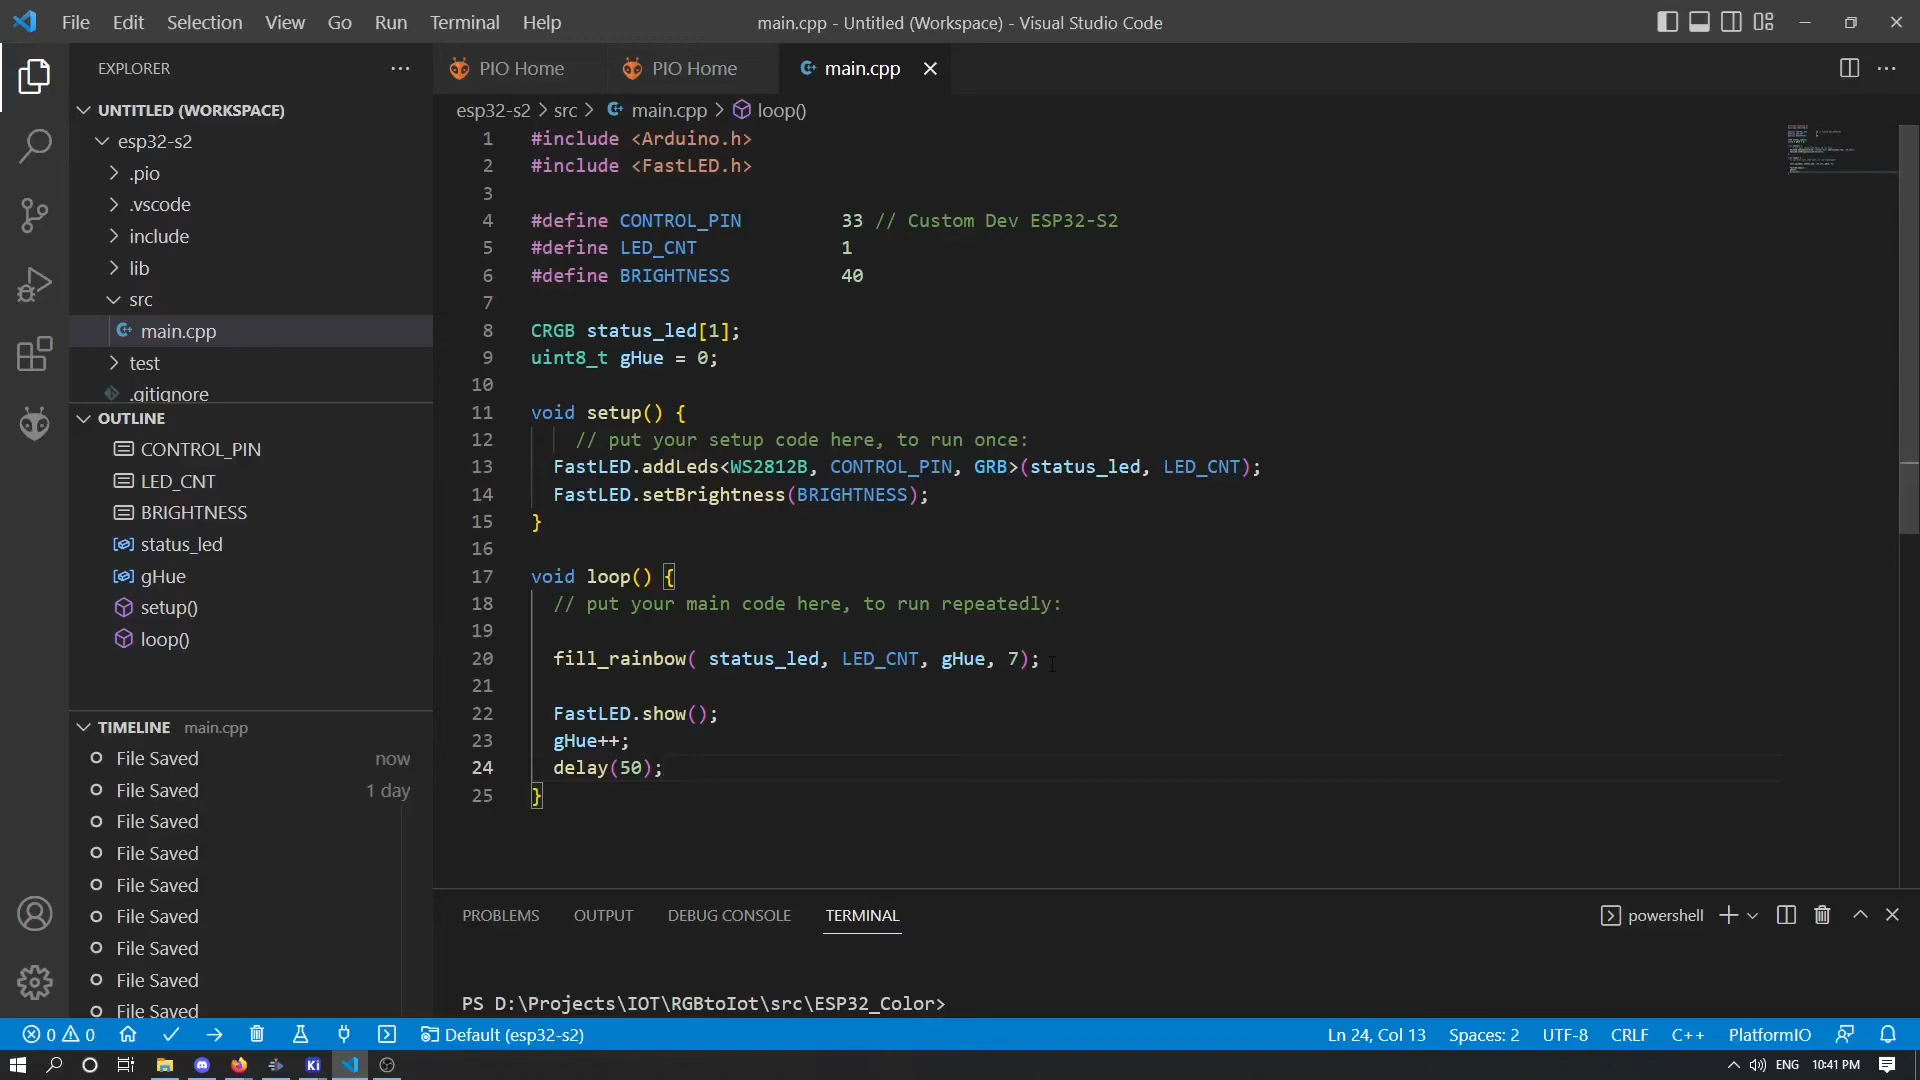 File Edit Selection View Go Run Terminal Help
main.cpp - Untitled (Workspace) - Visual Studio Code
EXPLORER
UNTITLED (WORKSPACE)
esp32-s2
.pio
.vscode
include
lib
src
main.cpp
test
.gitignore
OUTLINE
CONTROL_PIN
LED_CNT
BRIGHTNESS
status_led
gHue
setup()
loop()
TIMELINE main.cpp
File Saved now
File Saved 1 day
File Saved
File Saved
File Saved
File Saved
File Saved
File Saved
File Saved
PIO Home PIO Home main.cpp
esp32-s2 > src > main.cpp > loop()
1 #include <Arduino.h>
2 #include <FastLED.h>
3
4 #define CONTROL_PIN 33 // Custom Dev ESP32-S2
5 #define LED_CNT 1
6 #define BRIGHTNESS 40
7
8 CRGB status_led[1];
9 uint8_t gHue = 0;
10
11 void setup() {
12 // put your setup code here, to run once:
13 FastLED.addLeds<WS2812B, CONTROL_PIN, GRB>(status_led, LED_CNT);
14 FastLED.setBrightness(BRIGHTNESS);
15 }
16
17 void loop() {
18 // put your main code here, to run repeatedly:
19
20 fill_rainbow( status_led, LED_CNT, gHue, 7);
21
22 FastLED.show();
23 gHue++;
24 delay(50);
25 }
PROBLEMS OUTPUT DEBUG CONSOLE TERMINAL
powershell
PS D:\Projects\IOT\RGBtoIot\src\ESP32_Color>
0 0 Default (esp32-s2)
Ln 24, Col 13 Spaces: 2 UTF-8 CRLF C++ PlatformIO
Ki
ENG 10:41 PM